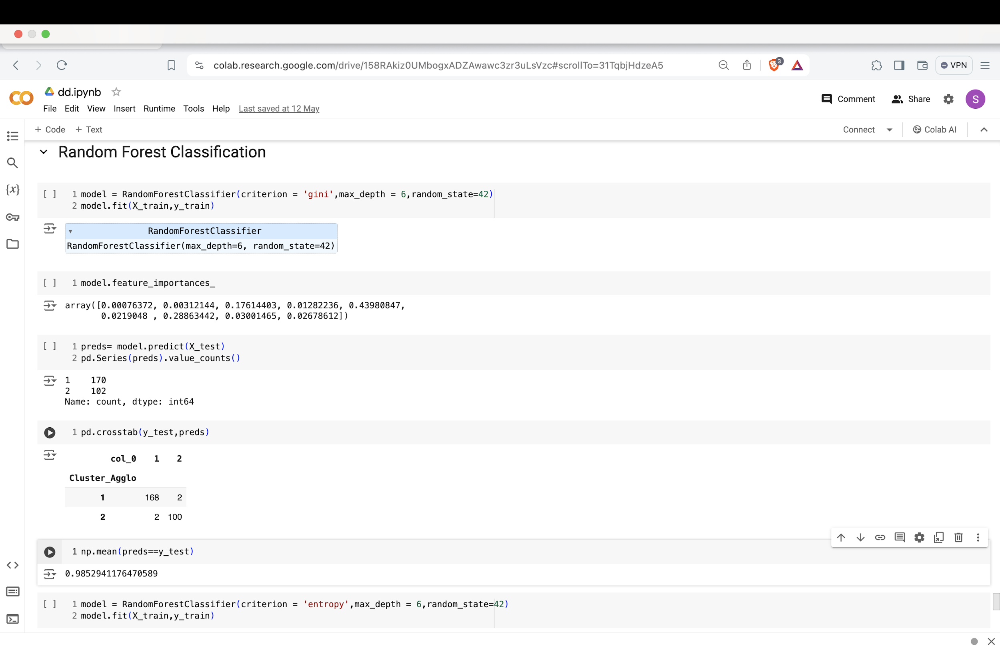 colab.research.google.com/drive/158RAkiz0UMbogxADZAwawc3zr3uLsVzc#scrollTo=31TqbjHdzeA5
3
VPN
CO
dd.ipynb
Comment Share S
File Edit View Insert Runtime Tools Help Last saved at 12 May
+ Code + Text
Connect Colab AI
Random Forest Classification
{x}
[ ] 1 model = RandomForestClassifier(criterion = 'gini',max_depth = 6,random_state=42)
2 model.fit(X_train,y_train)
RandomForestClassifier
RandomForestClassifier(max_depth=6, random_state=42)
[ ] 1 model.feature_importances_
array([0.00076372, 0.00312144, 0.17614403, 0.01282236, 0.43980847,
0.0219048 , 0.28863442, 0.03001465, 0.02678612])
[ ] 1 preds= model.predict(X_test)
2 pd.Series(preds).value_counts()
1 170
2 102
Name: count, dtype: int64
1 pd.crosstab(y_test,preds)
col_0 1 2
Cluster_Agglo
1 168 2
2 2 100
1 np.mean(preds==y_test)
0.9852941176470589
[ ] 1 model = RandomForestClassifier(criterion = 'entropy',max_depth = 6,random_state=42)
2 model.fit(X_train,y_train)